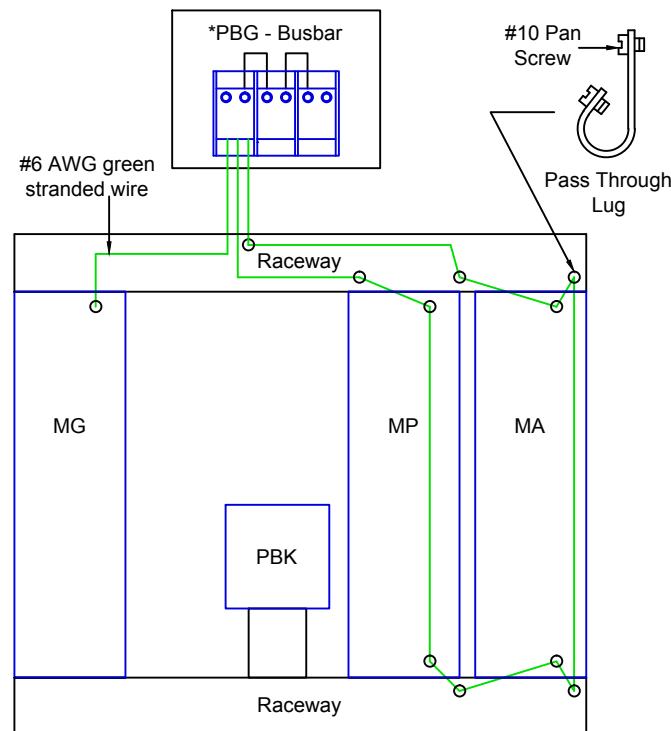 *PBG - Busbar
#10 Pan
Screw
#6 AWG green
stranded wire
Pass Through
Lug
Raceway
MG
MP
MA
PBK
Raceway